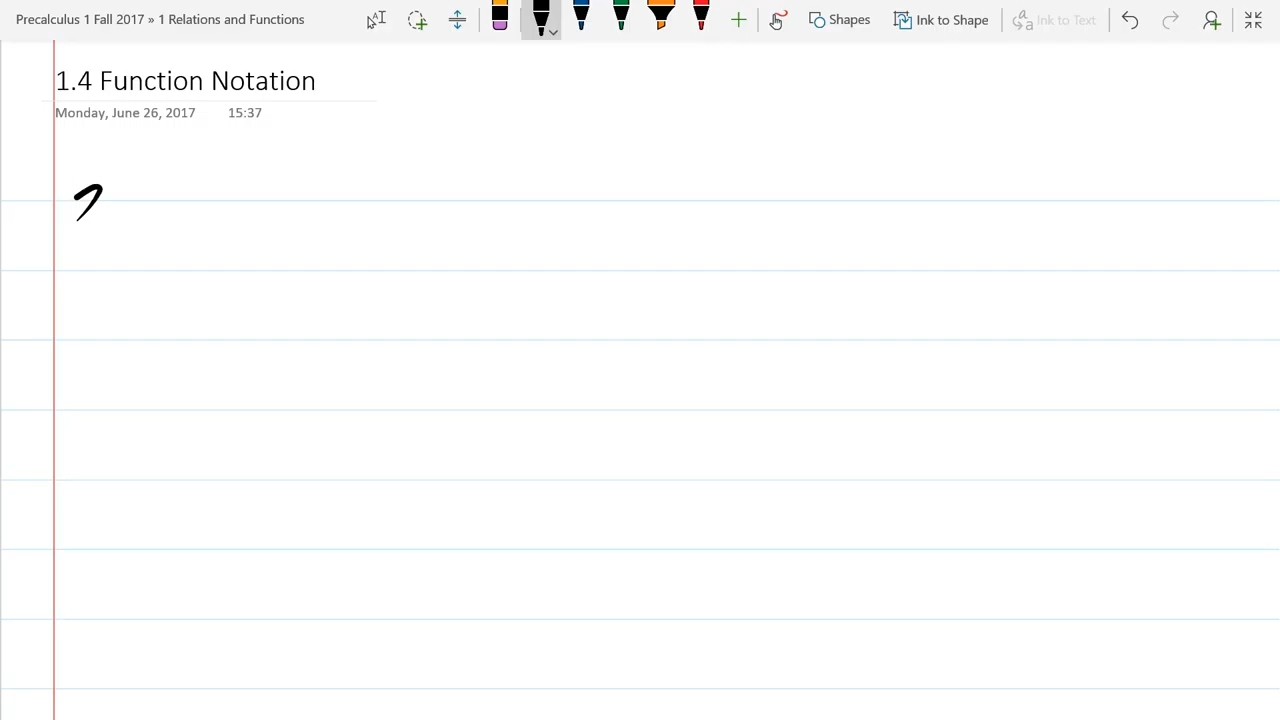 Precalculus 1 Fall 2017 » 1 Relations and Functions
Shapes
Ink to Shape
Ink to Text
1.4 Function Notation
Monday, June 26, 2017 15:37